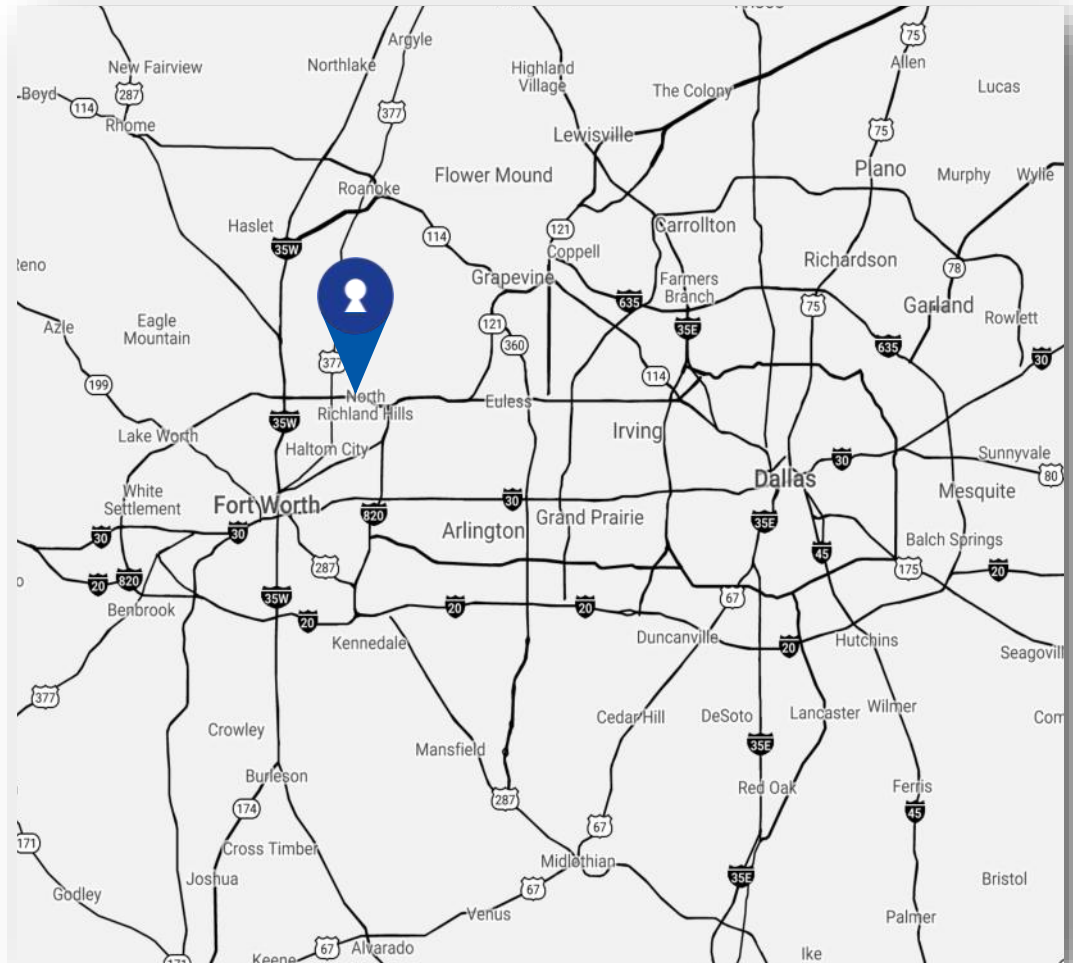 Argyle
75
New Fairview
Northlake
Highland
Village
Allen
287
Boyd
114
377
The Colony
Lucas
Rhome
Lewisville
75
Plano
Flower Mound
Murphy
Wylie
Roanoke
Haslet
114
121
Carrollton
35W
Coppell
Richardson
Grapevine
Farmers
Branch
78
635
75
Garland
Rowlett
Azle
Eagle
Mountain
121
35E
360
635
30
377
114
199
North
Richland Hills
Euless
35W
Irving
Lake Worth
Haltom City
30
Sunnyvale
80
Dallas
White
Settlement
Fort Worth
30
Mesquite
820
Grand Prairie
35E
Arlington
30
30
45
Balch Springs
287
175
20
20
820
35W
67
Benbrook
20
20
20
Kennedale
Duncanville
20
Hutchins
377
Cedar Hill
DeSoto
Lancaster
Wilmer
Crowley
Mansfield
35E
Burleson
Red Oak
Ferris
287
174
45
67
171
Cross Timber
Midlothian
35E
Joshua
Bristol
Godley
67
Venus
Palmer
67
Alvarado
Keene
Ike